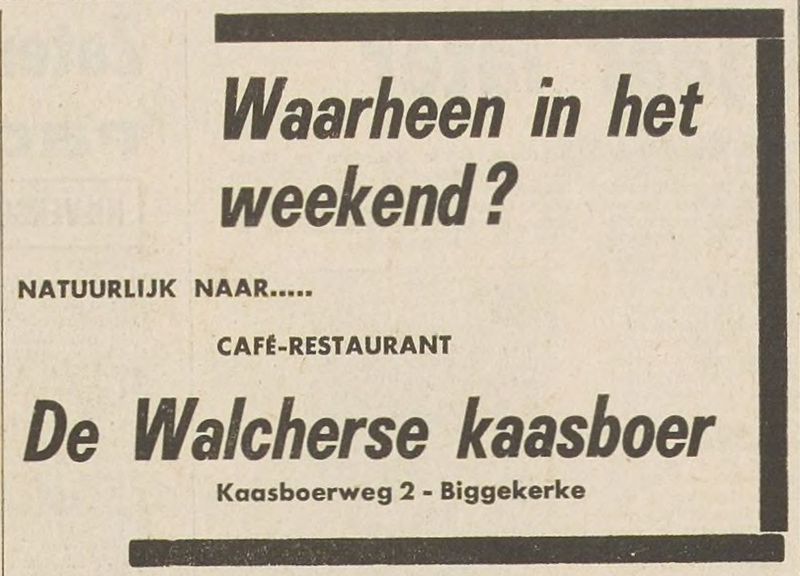 Waarheen in het
weekend?
NATUURLIJK NAAR.....
CAFÉ-RESTAURANT
De Walcherse kaasboer
Kaasboerweg 2 - Biggekerke